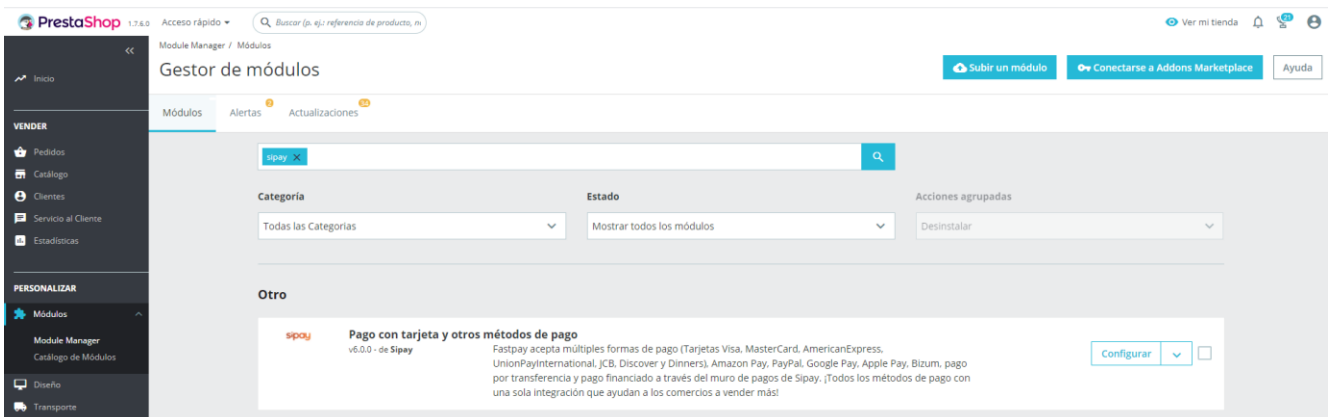 PrestaShop 1.7.6.0 Acceso rápido Buscar (p. ej.: referencia de producto, n Ver mi tienda 21
Module Manager / Módulos
Gestor de módulos Subir un módulo Conectarse a Addons Marketplace Ayuda
Inicio
Módulos Alertas 2 Actualizaciones 54
VENDER
Pedidos
Catálogo
Clientes
Servicio al Cliente
Estadísticas
PERSONALIZAR
Módulos
Module Manager
Catálogo de Módulos
Diseño
Transporte
sipay
Categoría Estado Acciones agrupadas
Todas las Categorias Mostrar todos los módulos Desinstalar
Otro
sipay Pago con tarjeta y otros métodos de pago
v6.0.0 - de Sipay Fastpay acepta múltiples formas de pago (Tarjetas Visa, MasterCard, AmericanExpress,
UnionPayInternational, JCB, Discover y Dinners), Amazon Pay, PayPal, Google Pay, Apple Pay, Bizum, pago
por transferencia y pago financiado a través del muro de pagos de Sipay. ¡Todos los métodos de pago con
una sola integración que ayudan a los comercios a vender más!
Configurar